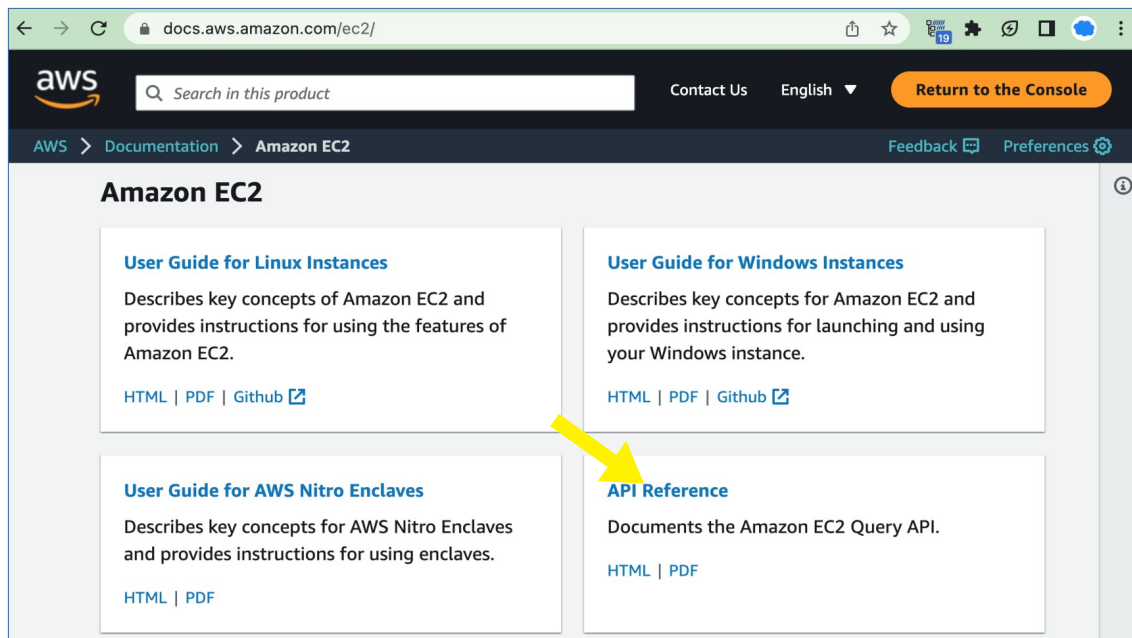 docs.aws.amazon.com/ec2/
19
aws
Search in this product
Contact Us
English
Return to the Console
AWS > Documentation > Amazon EC2
Feedback
Preferences
Amazon EC2
User Guide for Linux Instances
Describes key concepts of Amazon EC2 and
provides instructions for using the features of
Amazon EC2.
HTML | PDF | Github
User Guide for Windows Instances
Describes key concepts for Amazon EC2 and
provides instructions for launching and using
your Windows instance.
HTML | PDF | Github
User Guide for AWS Nitro Enclaves
Describes key concepts for AWS Nitro Enclaves
and provides instructions for using enclaves.
HTML | PDF
API Reference
Documents the Amazon EC2 Query API.
HTML | PDF